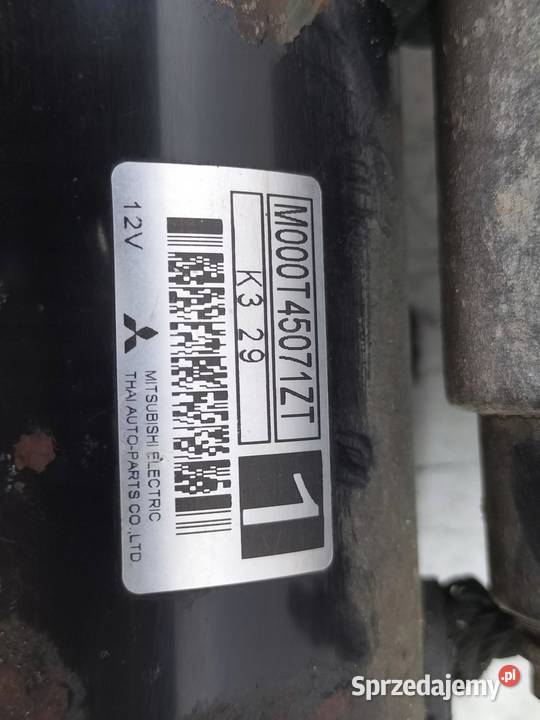 M000T45071ZT
K3 29
1
12V
MITSUBISHI ELECTRIC
THAI AUTO-PARTS CO.,LTD.
Sprzedajemy.pl